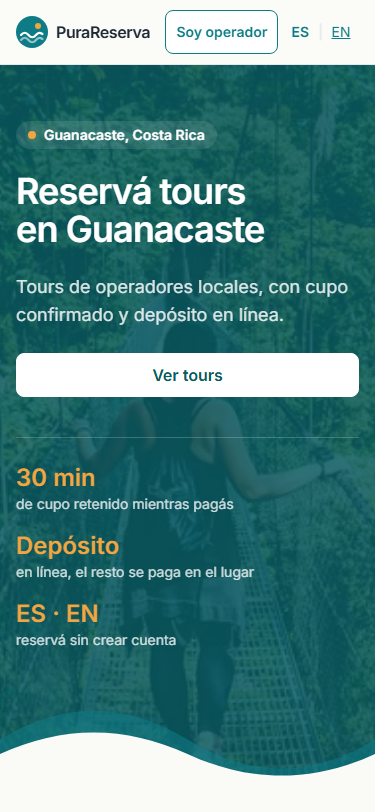 PuraReserva
Soy operador
ES | EN
Guanacaste, Costa Rica
Reservá tours
en Guanacaste
Tours de operadores locales, con cupo
confirmado y depósito en línea.
Ver tours
30 min
de cupo retenido mientras pagás
Depósito
en línea, el resto se paga en el lugar
ES · EN
reservá sin crear cuenta